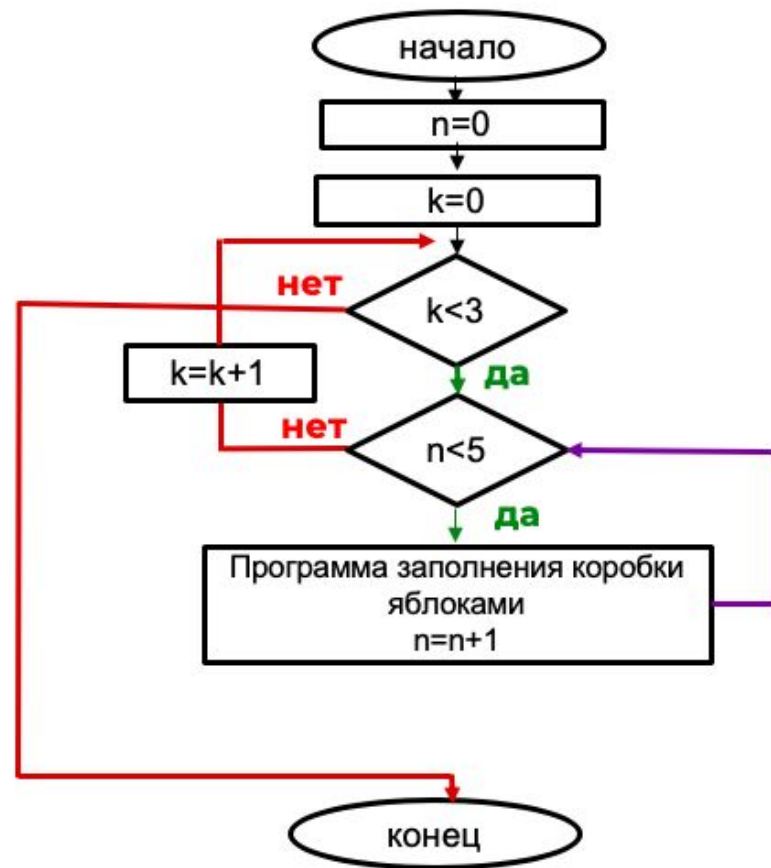 начало
n=0
k=0
нет
k<3
k=k+1
да
нет
n<5
да
Программа заполнения коробки
яблоками
n=n+1
конец